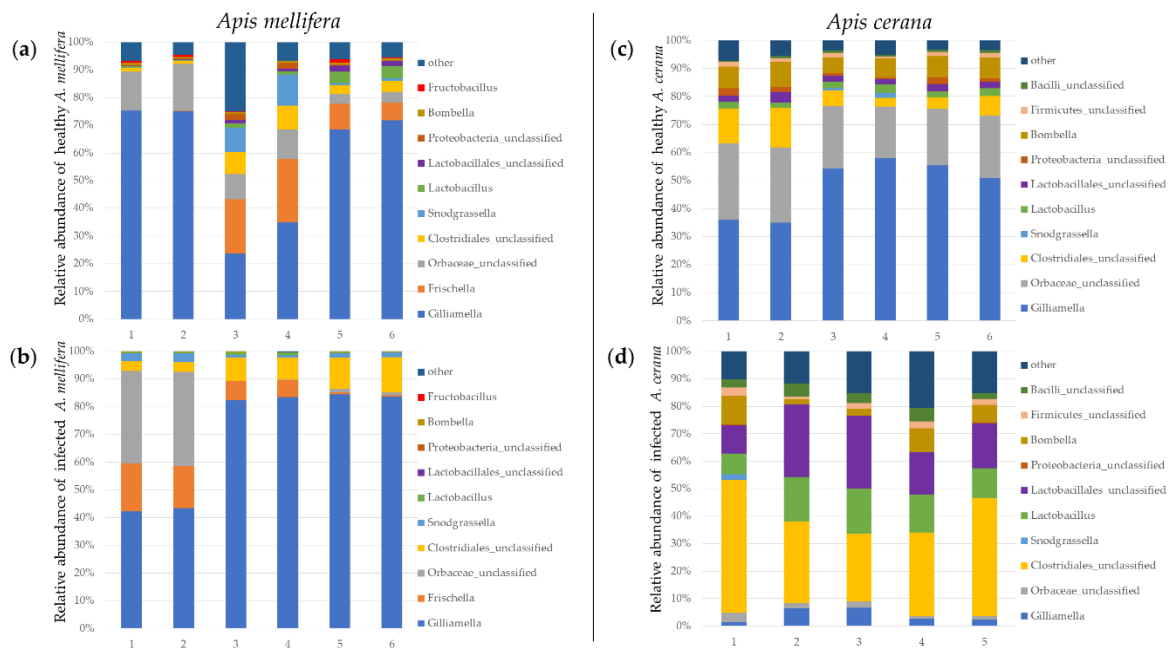 Apis mellifera
(a)
Relative abundance of healthy A. mellifera
100%
90%
80%
70%
60%
50%
40%
30%
20%
10%
0%
1 2 3 4 5 6
other
Fructobacillus
Bombella
Proteobacteria_unclassified
Lactobacillales_unclassified
Lactobacillus
Snodgrassella
Clostridiales_unclassified
Orbaceae_unclassified
Frischella
Gilliamella
(b)
Relative abundance of infected A. mellifera
100%
90%
80%
70%
60%
50%
40%
30%
20%
10%
0%
1 2 3 4 5 6
other
Fructobacillus
Bombella
Proteobacteria_unclassified
Lactobacillales_unclassified
Lactobacillus
Snodgrassella
Clostridiales_unclassified
Orbaceae_unclassified
Frischella
Gilliamella
Apis cerana
(c)
Relative abundance of healthy A. cerana
100%
90%
80%
70%
60%
50%
40%
30%
20%
10%
0%
1 2 3 4 5 6
other
Bacilli_unclassified
Firmicutes_unclassified
Bombella
Proteobacteria_unclassified
Lactobacillales_unclassified
Lactobacillus
Snodgrassella
Clostridiales_unclassified
Orbaceae_unclassified
Gilliamella
(d)
Relative abundance of infected A. cerana
100%
90%
80%
70%
60%
50%
40%
30%
20%
10%
0%
1 2 3 4 5
other
Bacilli_unclassified
Firmicutes_unclassified
Bombella
Proteobacteria_unclassified
Lactobacillales_unclassified
Lactobacillus
Snodgrassella
Clostridiales_unclassified
Orbaceae_unclassified
Gilliamella